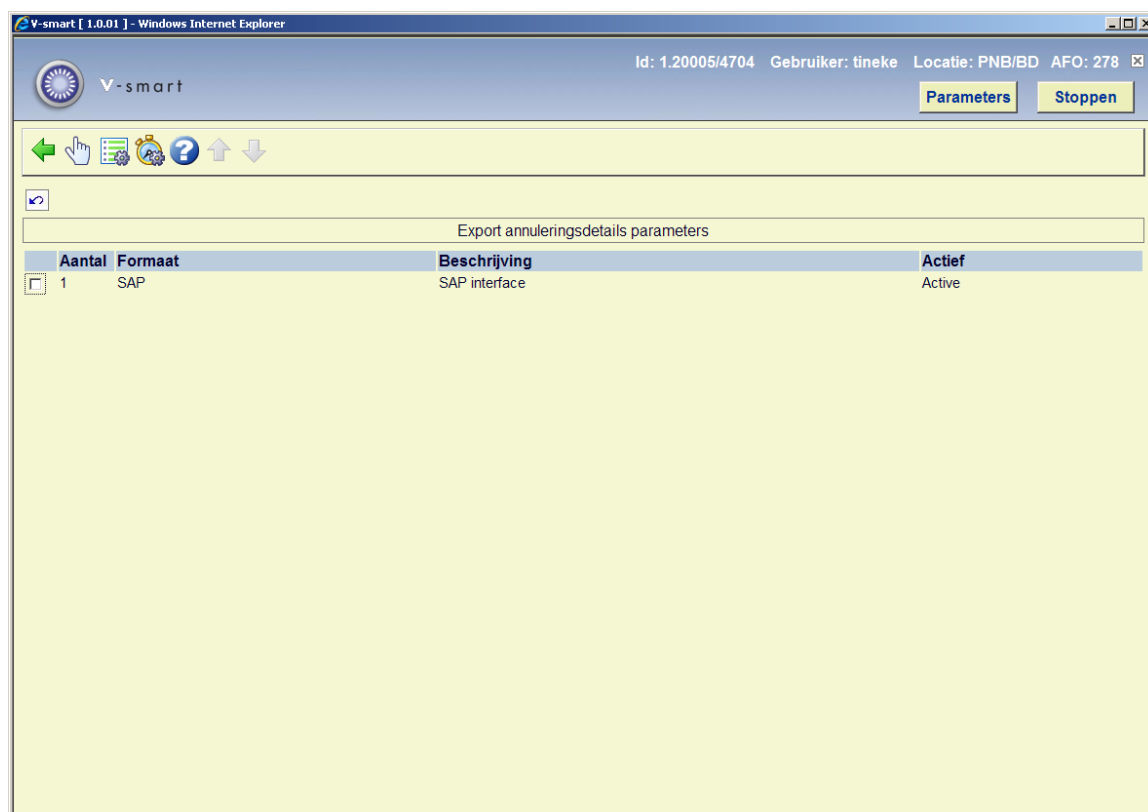 V-smart [ 1.0.01 ] - Windows Internet Explorer
Id: 1.20005/4704 Gebruiker: tineke Locatie: PNB/BD AFO: 278
V-smart
Parameters Stoppen
Export annuleringsdetails parameters
Aantal Formaat Beschrijving Actief
1 SAP SAP interface Active